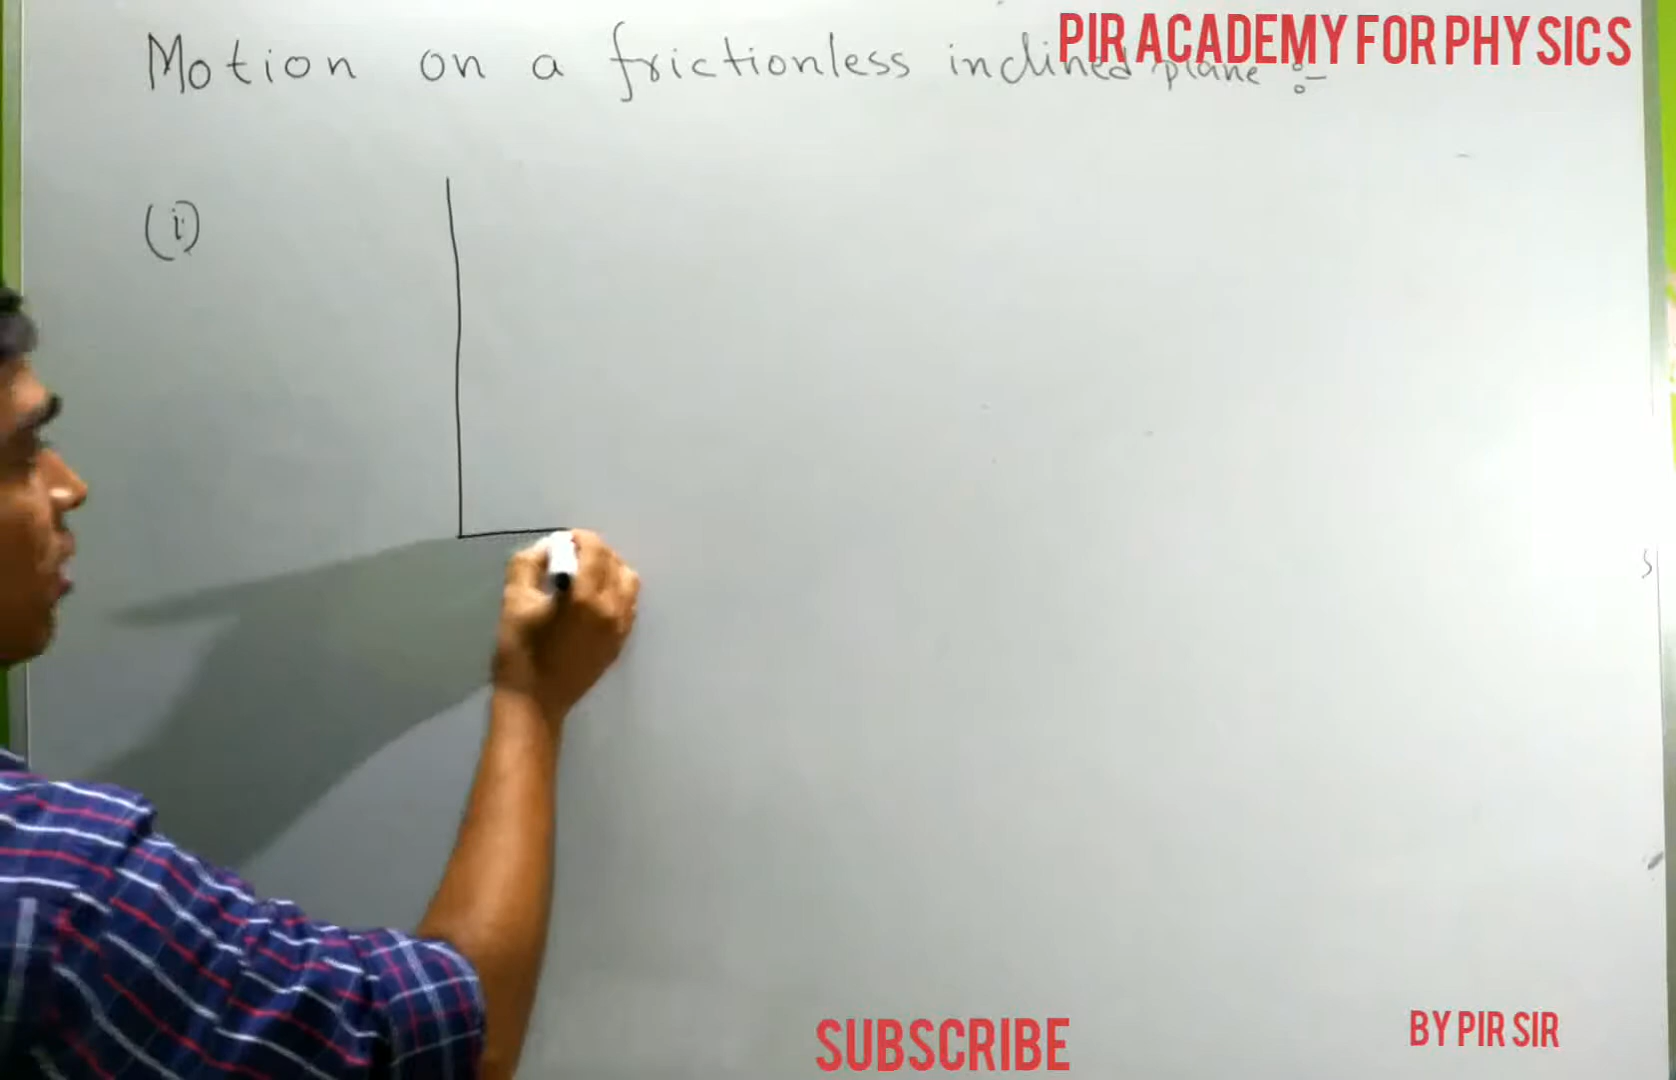 PIR ACADEMY FOR PHYSICS
Motion on a frictionless inclined plane :-
(i)
SUBSCRIBE
BY PIR SIR